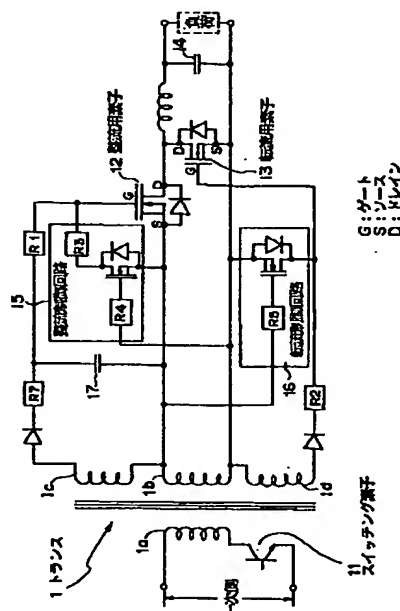 負荷
14
12 整流用素子
G
D
S
D
S
G
13 転流用素子
15
R1
R3
整流制御回路
R4
17
R7
転流制御回路
R5
16
R2
1c
1b
1d
1a
1 トランス
一次側
11
スイッチング素子
G:ゲート
S:ソース
D:ドレイン